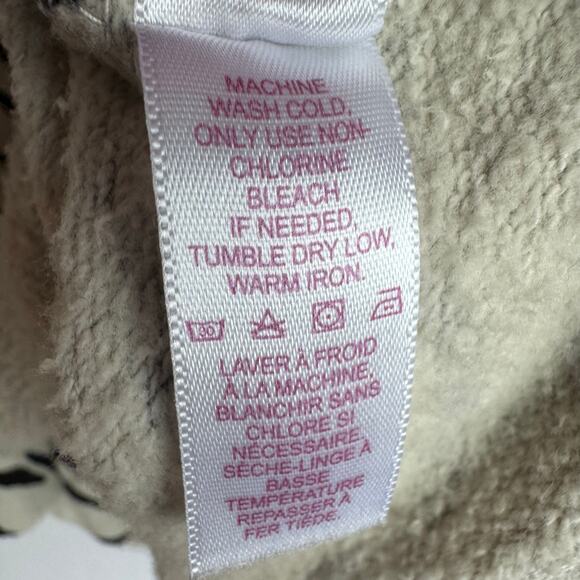 MACHINE
WASH COLD,
ONLY USE NON-
CHLORINE
BLEACH
IF NEEDED,
TUMBLE DRY LOW,
WARM IRON.
30
LAVER À FROID
À LA MACHINE,
BLANCHIR SANS
CHLORE SI
NÉCESSAIRE,
SÈCHE-LINGE À
BASSE
TEMPÉRATURE
REPASSER À
FER TIÈDE.